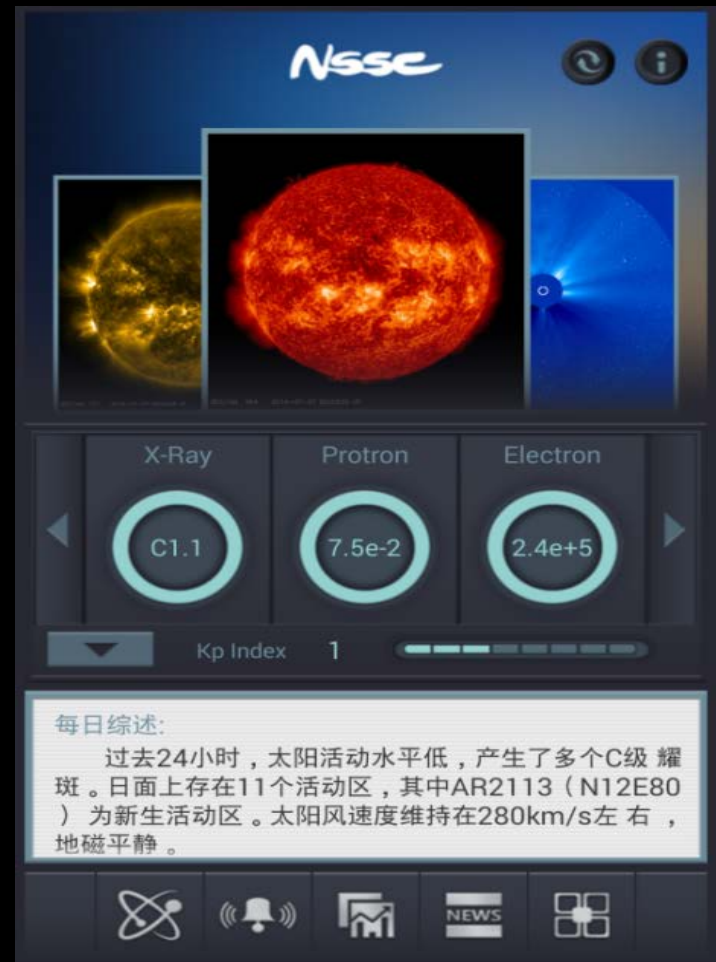 Nssc
X-Ray
Protron
Electron
C1.1
7.5e-2
2.4e+5
Kp Index 1
每日综述:
过去24小时，太阳活动水平低，产生了多个C级 耀
斑。日面上存在11个活动区，其中AR2113（N12E80
）为新生活动区。太阳风速度维持在280km/s左 右 ，
地磁平静 。
NEWS